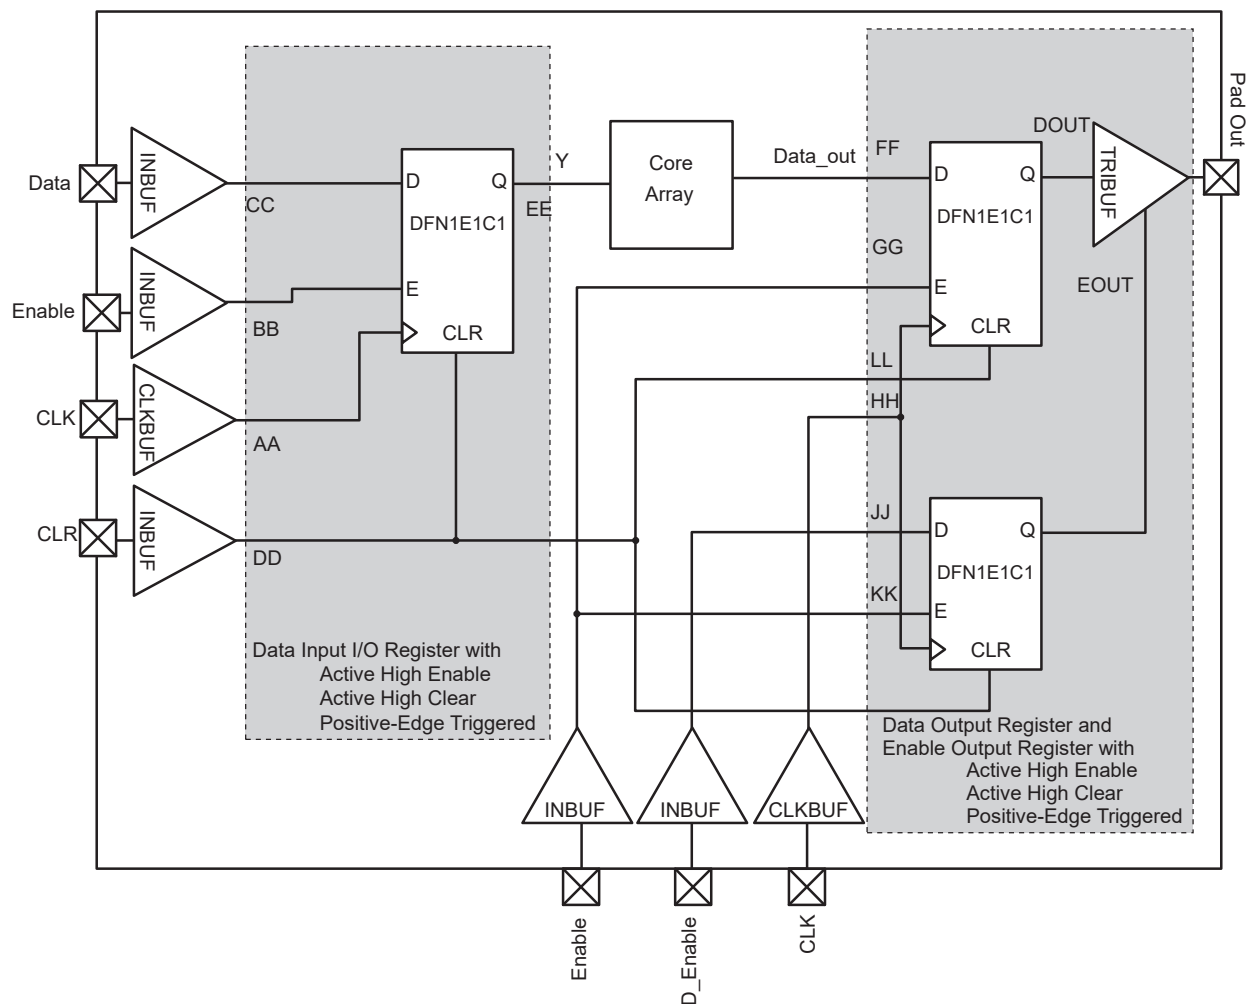 Data
INBUF
CC
D
Q
DFN1E1C1
E
CLR
Y
EE
Core
Array
Data_out
FF
GG
D
Q
DFN1E1C1
E
CLR
DOUT
TRIBUF
EOUT
Pad Out
Enable
INBUF
BB
CLK
CLKBUF
AA
CLR
INBUF
DD
LL
HH
JJ
KK
D
Q
DFN1E1C1
E
CLR
Data Input I/O Register with
Active High Enable
Active High Clear
Positive-Edge Triggered
Data Output Register and
Enable Output Register with
Active High Enable
Active High Clear
Positive-Edge Triggered
INBUF
INBUF
CLKBUF
Enable
D_Enable
CLK